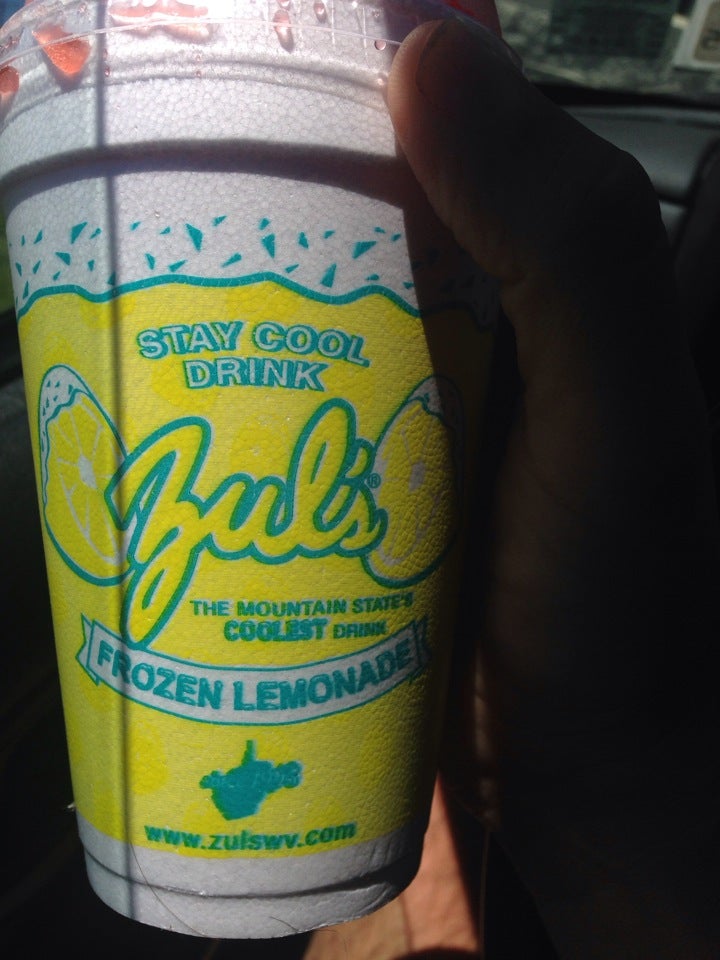 STAY COOL
DRINK
Zul's®
THE MOUNTAIN STATE'S
COOLEST DRINK
FROZEN LEMONADE
www.zulswv.com